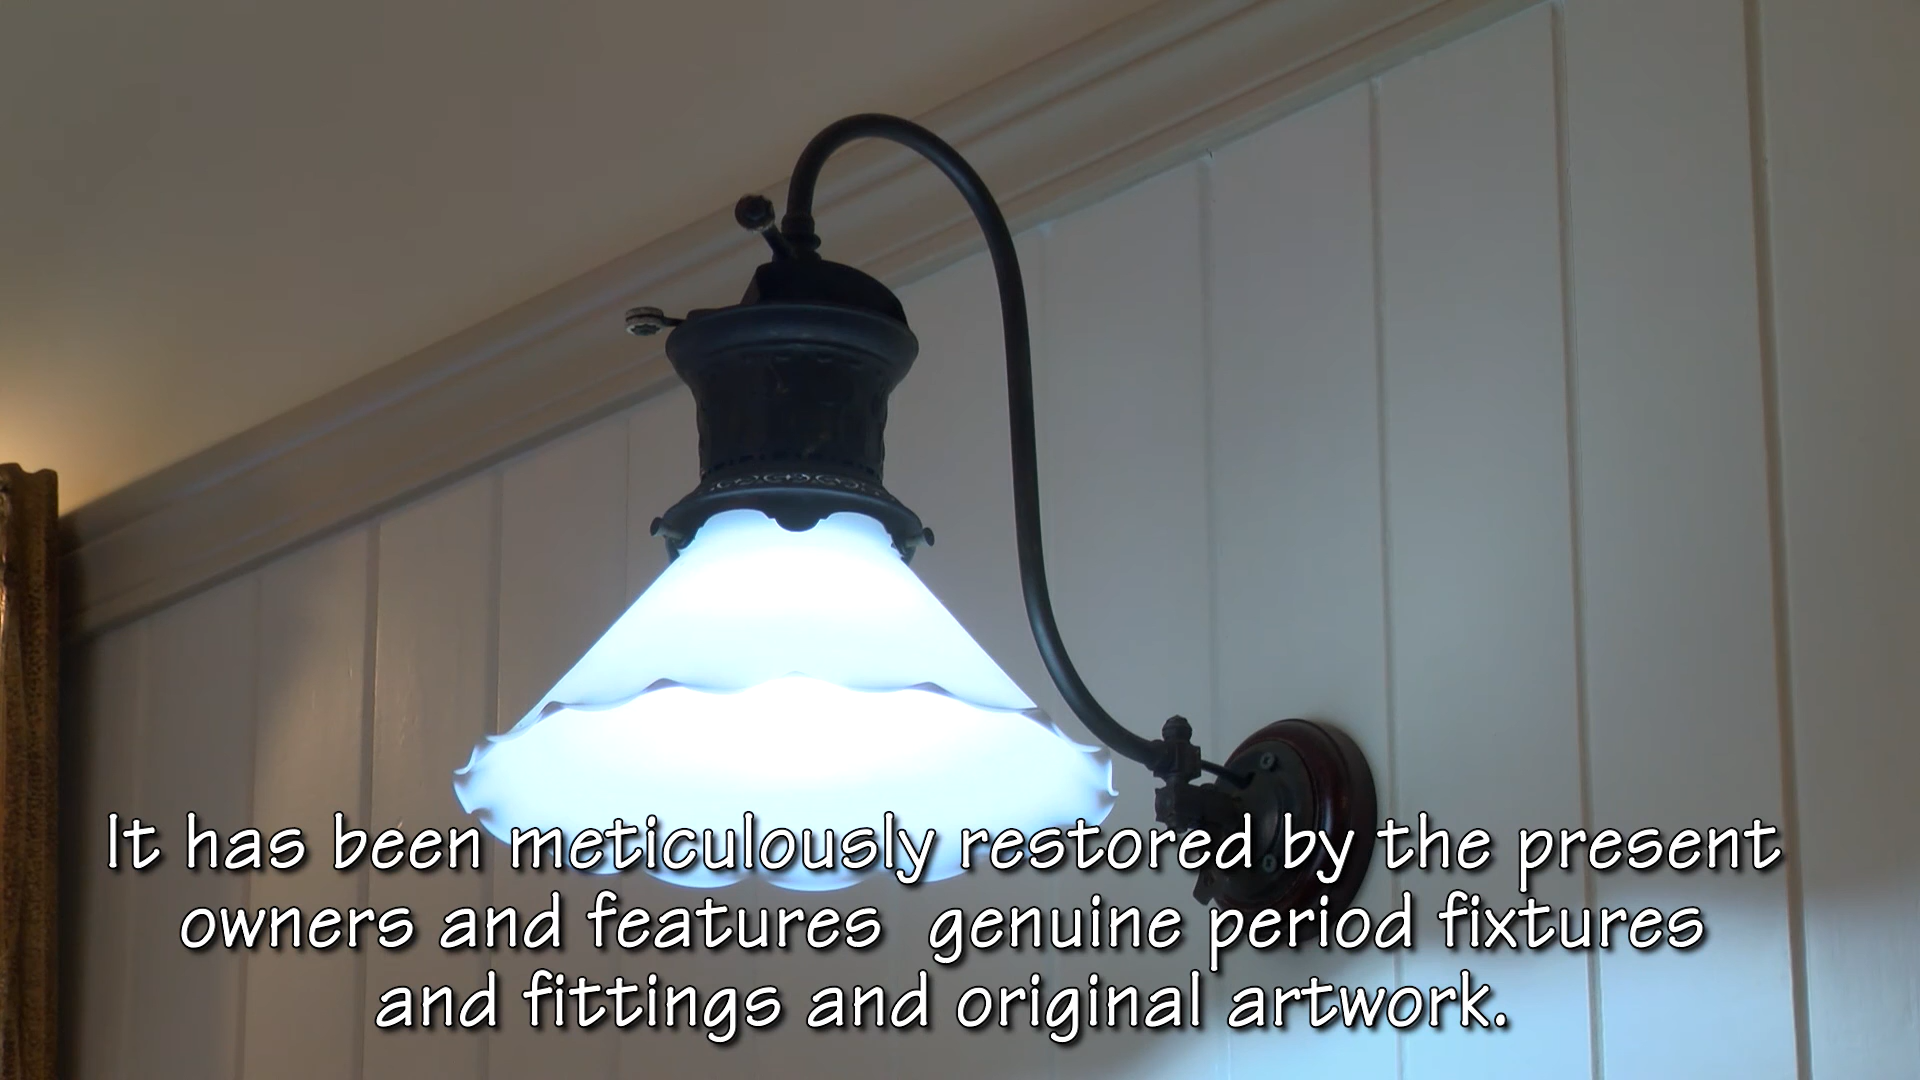 It has been meticulously restored by the present
owners and features  genuine period fixtures
and fittings and original artwork.